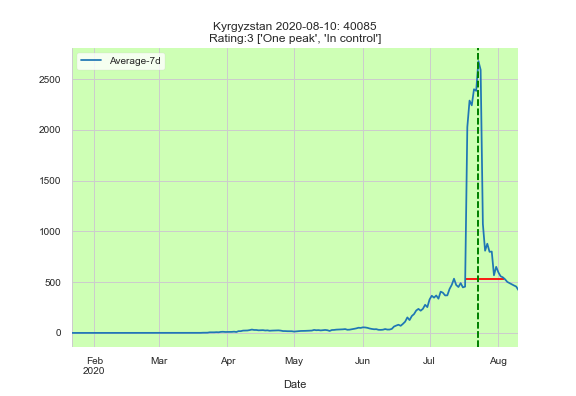 Kyrgyzstan 2020-08-10: 40085
Rating:3 ['One peak', 'In control']
Average-7d
2500
2000
1500
1000
500
0
Feb Mar Apr May Jun Jul Aug
2020
Date